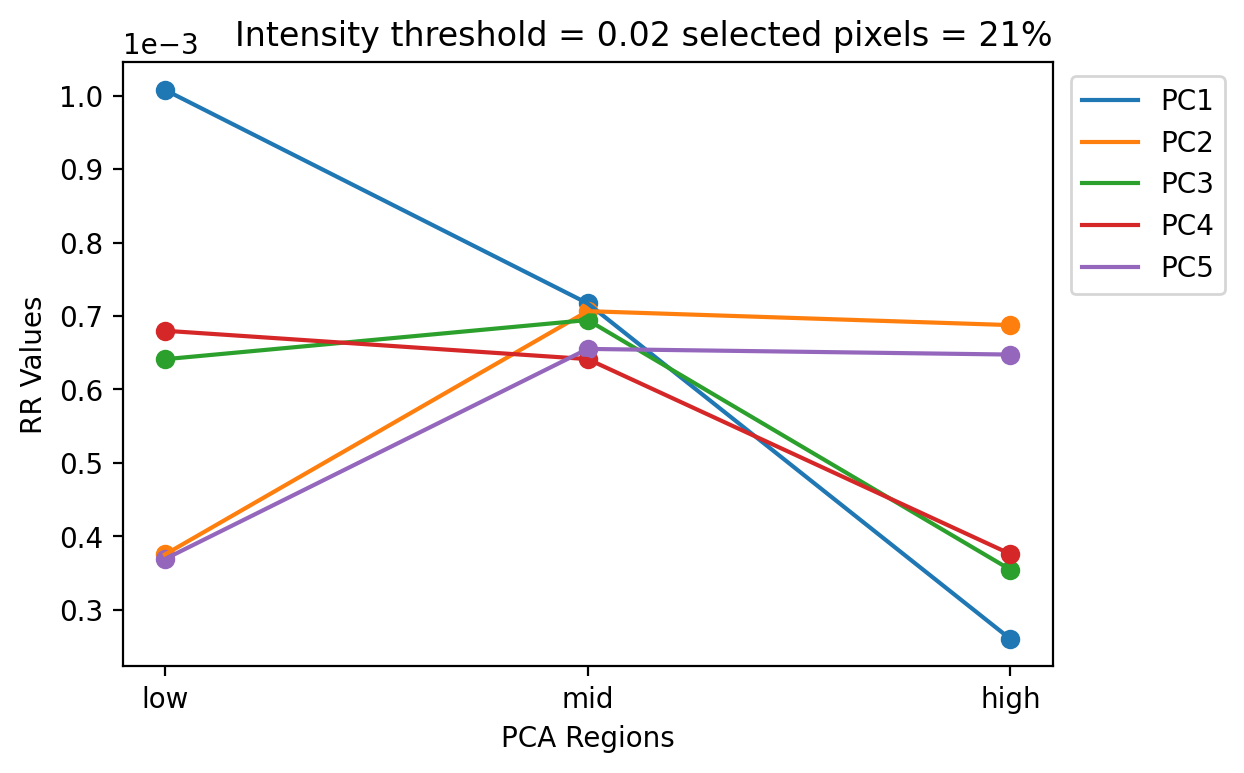 Intensity threshold = 0.02 selected pixels = 21%
1e−3
1.0
0.9
0.8
0.7
0.6
0.5
0.4
0.3
RR Values
low mid high
PCA Regions
PC1
PC2
PC3
PC4
PC5